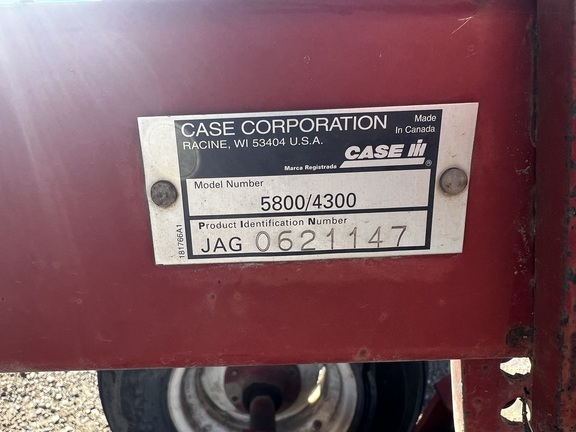 CASE CORPORATION
RACINE, WI 53404 U.S.A.
Made
In Canada
CASE IH ®
Marca Registrada
Model Number
5800/4300
Product Identification Number
JAG 0621147
181766A1